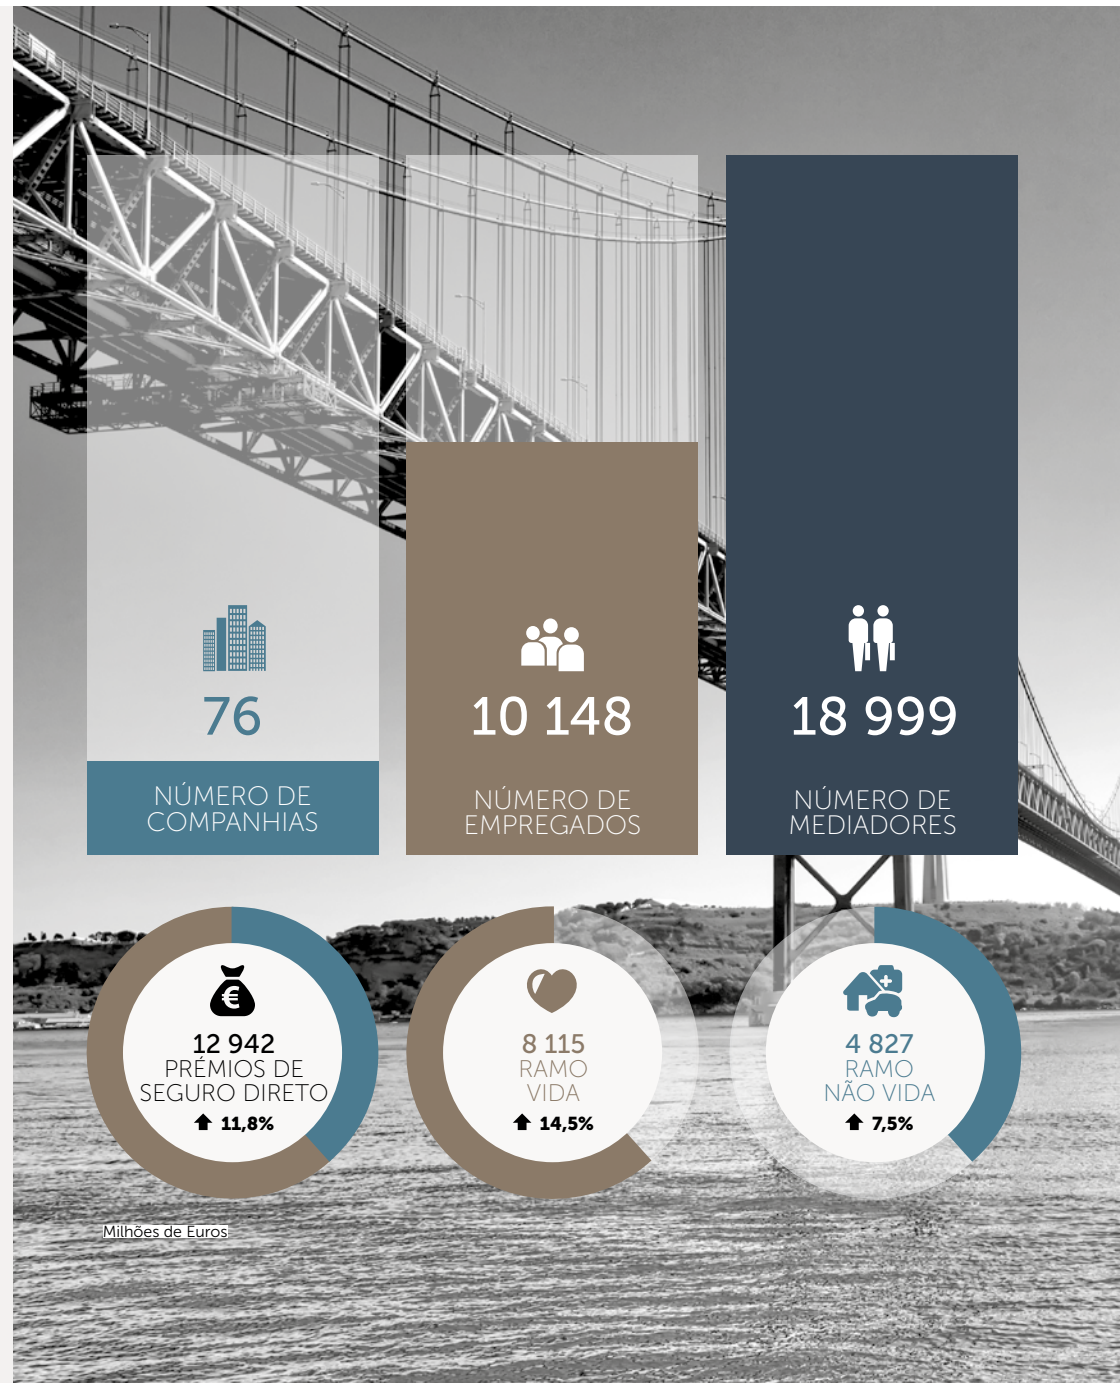 76
NÚMERO DE
COMPANHIAS
10 148
NÚMERO DE
EMPREGADOS
18 999
NÚMERO DE
MEDIADORES
€
12 942
PRÉMIOS DE
SEGURO DIRETO
11,8%
8 115
RAMO
VIDA
14,5%
4 827
RAMO
NÃO VIDA
7,5%
Milhões de Euros